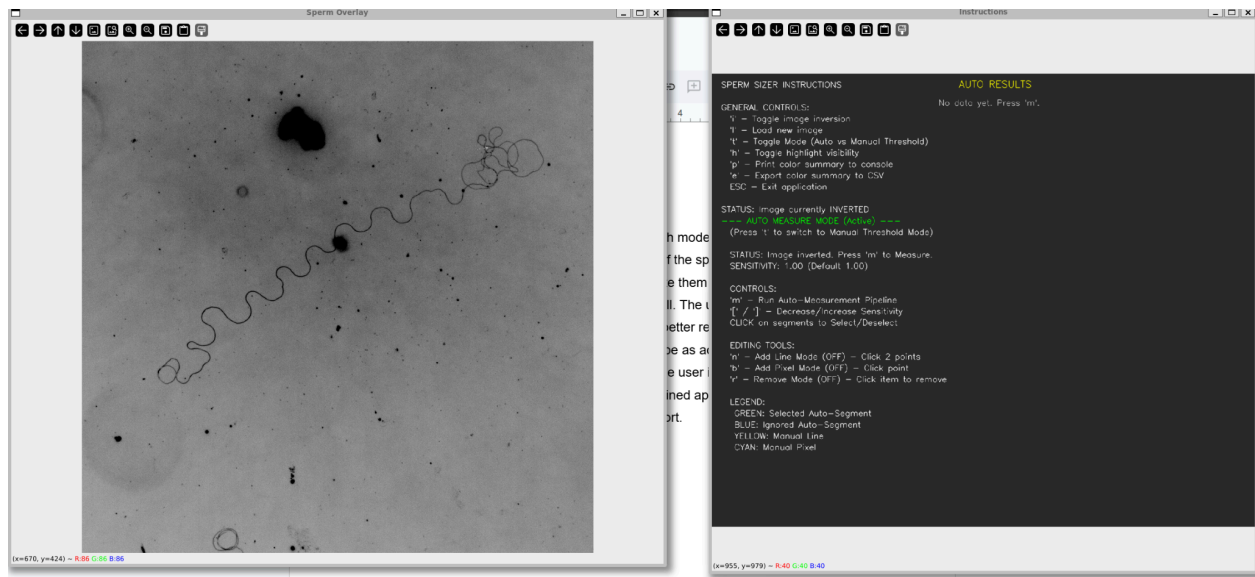 Sperm Overlay
(x=670, y=424) ~ R:86 G:86 B:86
4
h mode
f the sp
e them
ll. The u
etter re
be as ac
e user i
ined ap
ort.
Instructions
SPERM SIZER INSTRUCTIONS
AUTO RESULTS
No data yet. Press 'm'.
GENERAL CONTROLS:
'i' – Toggle image inversion
'l' – Load new image
't' – Toggle Mode (Auto vs Manual Threshold)
'h' – Toggle highlight visibility
'p' – Print color summary to console
'e' – Export color summary to CSV
ESC – Exit application
STATUS: Image currently INVERTED
––– AUTO MEASURE MODE (Active) –––
(Press 't' to switch to Manual Threshold Mode)
STATUS: Image inverted. Press 'm' to Measure.
SENSITIVITY: 1.00 (Default 1.00)
CONTROLS:
'm' – Run Auto–Measurement Pipeline
'[' / ']' – Decrease/Increase Sensitivity
CLICK on segments to Select/Deselect
EDITING TOOLS:
'n' – Add Line Mode (OFF) – Click 2 points
'b' – Add Pixel Mode (OFF) – Click point
'r' – Remove Mode (OFF) – Click item to remove
LEGEND:
GREEN: Selected Auto–Segment
BLUE: Ignored Auto–Segment
YELLOW: Manual Line
CYAN: Manual Pixel
(x=955, y=979) ~ R:40 G:40 B:40